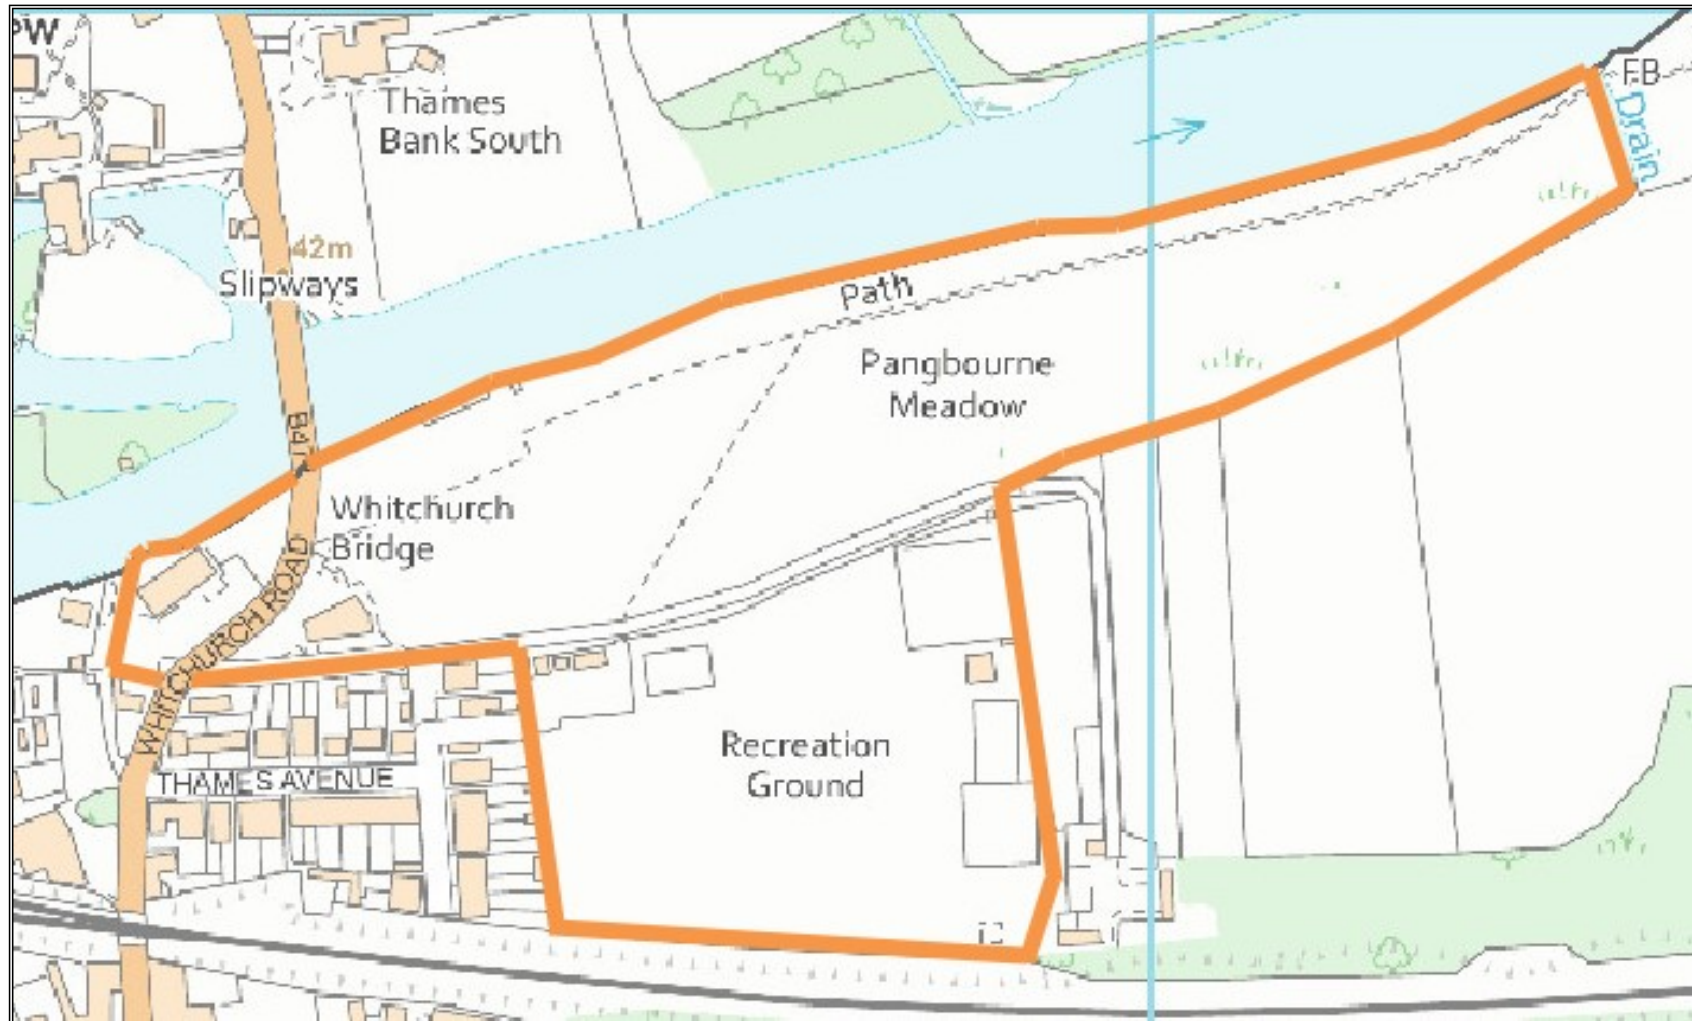 PW
FB
Thames
Bank South
Drain
42m
Slipways
Path
Pangbourne
Meadow
Whitchurch
Bridge
WHITCHURCH ROAD
Recreation
Ground
THAMES AVENUE